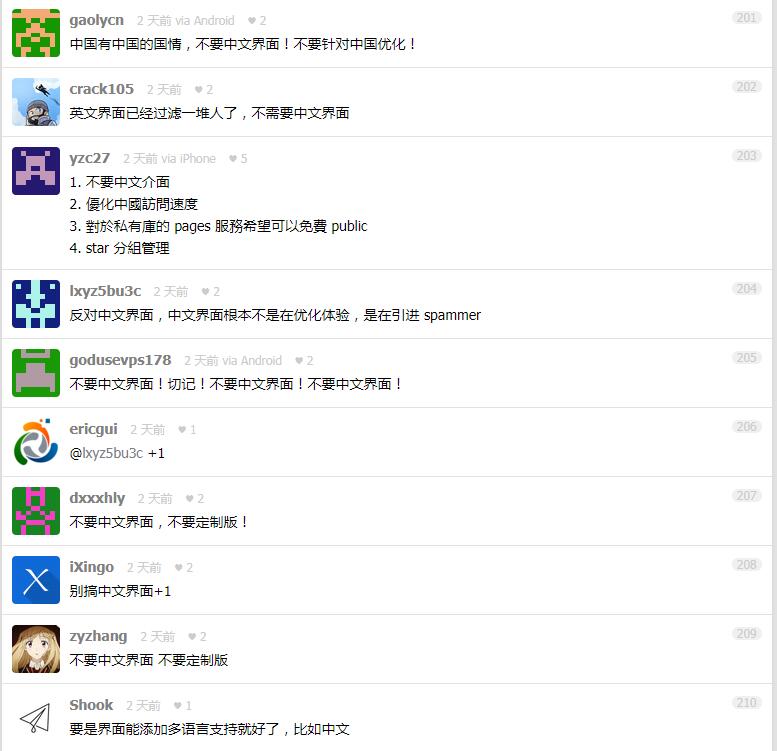 gaolycn 2 天前 via Android ♥ 2 201
中国有中国的国情，不要中文界面！不要针对中国优化！
crack105 2 天前 ♥ 2 202
英文界面已经过滤一堆人了，不需要中文界面
yzc27 2 天前 via iPhone ♥ 5 203
1. 不要中文介面
2. 優化中國訪問速度
3. 對於私有庫的 pages 服務希望可以免費 public
4. star 分組管理
lxyz5bu3c 2 天前 ♥ 2 204
反对中文界面，中文界面根本不是在优化体验，是在引进 spammer
godusevps178 2 天前 via Android ♥ 2 205
不要中文界面！切记！不要中文界面！不要中文界面！
ericgui 2 天前 ♥ 1 206
@lxyz5bu3c +1
dxxxhly 2 天前 ♥ 2 207
不要中文界面，不要定制版！
iXingo 2 天前 ♥ 2 208
别搞中文界面+1
zyzhang 2 天前 ♥ 2 209
不要中文界面 不要定制版
Shook 2 天前 ♥ 1 210
要是界面能添加多语言支持就好了，比如中文